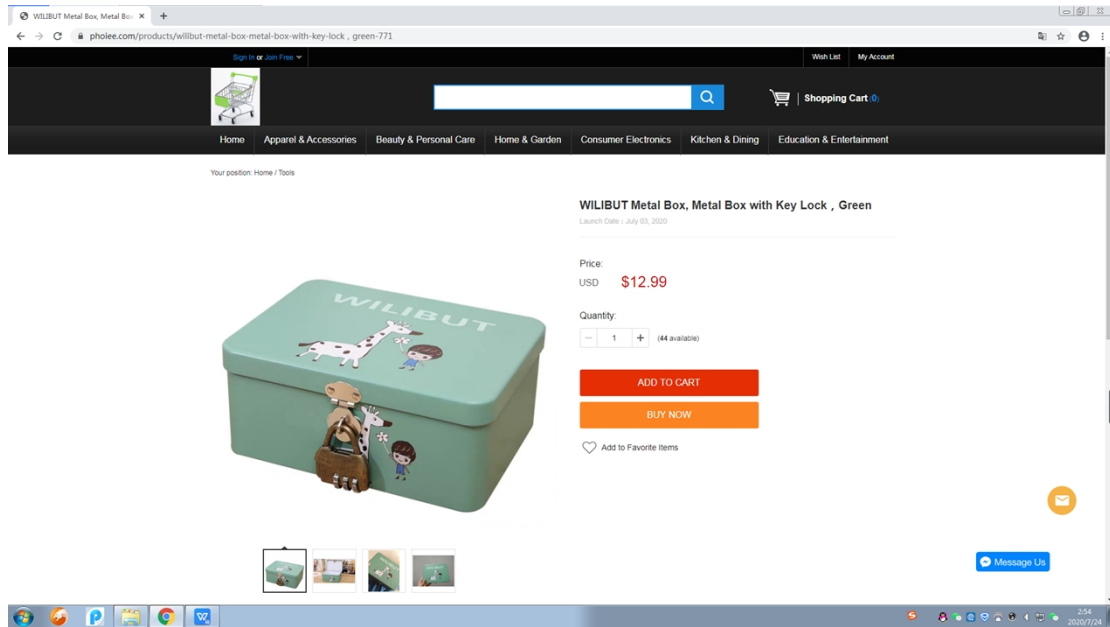 WILIBUT Metal Box, Metal Box
phoiee.com/products/wilibut-metal-box-metal-box-with-key-lock，green-771
Sign In or Join Free
Wish List
My Account
Shopping Cart (0)
Home
Apparel & Accessories
Beauty & Personal Care
Home & Garden
Consumer Electronics
Kitchen & Dining
Education & Entertainment
Your position: Home / Tools
WILIBUT Metal Box, Metal Box with Key Lock，Green
Launch Date : July 03, 2020
Price:
USD $12.99
Quantity:
1
(44 available)
ADD TO CART
BUY NOW
Add to Favorite Items
WILIBUT
Message Us
2:54
2020/7/24